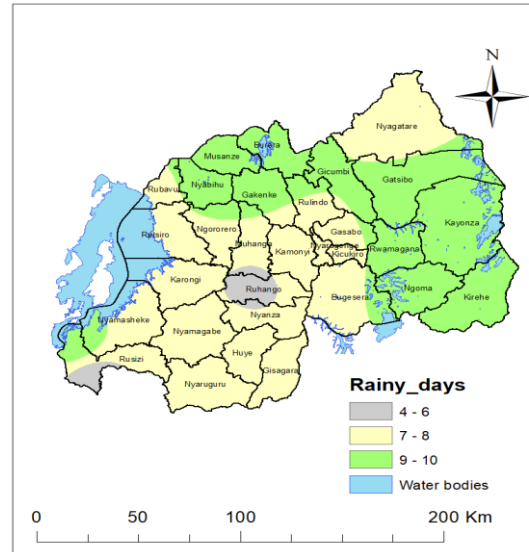 N
Nyagatare
Burera
Musanze
Gicumbi
Nyabihu
Gatsibo
Rubavu
Gakenke
Rulindo
Kayonza
Ngororero
Gasabo
Rutsiro
Muhanga
Rwamagana
Kamonyi
Nyarugenge
Kicukiro
Karongi
Ruhango
Bugesera
Ngoma
Kirehe
Nyamasheke
Nyanza
Nyamagabe
Huye
Rusizi
Gisagara
Nyaruguru
Rainy_days
4 - 6
7 - 8
9 - 10
Water bodies
0 50 100 200 Km